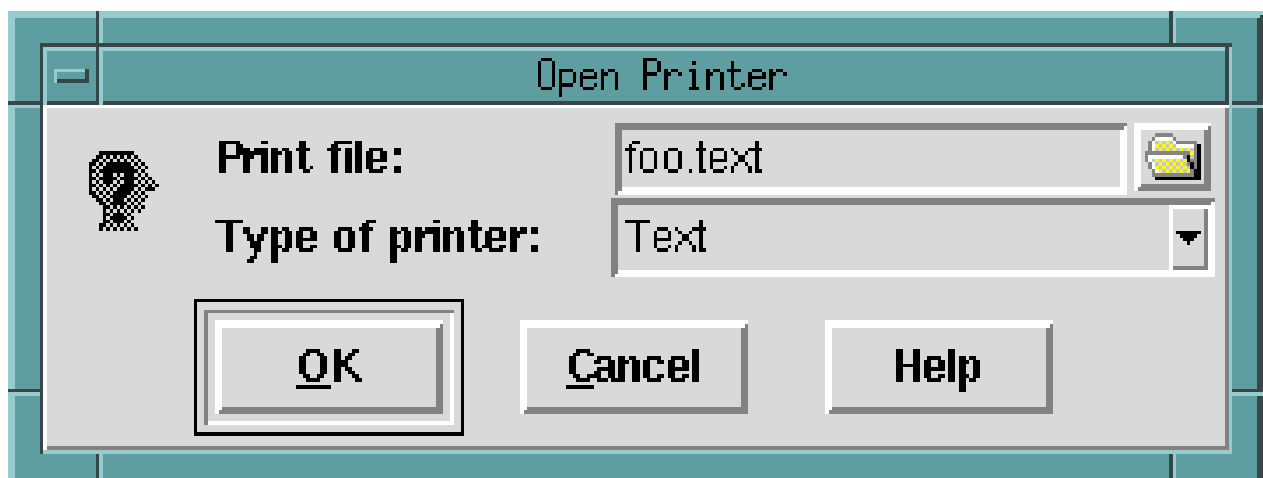 Open Printer
Print file: foo.text
Type of printer: Text
OK Cancel Help